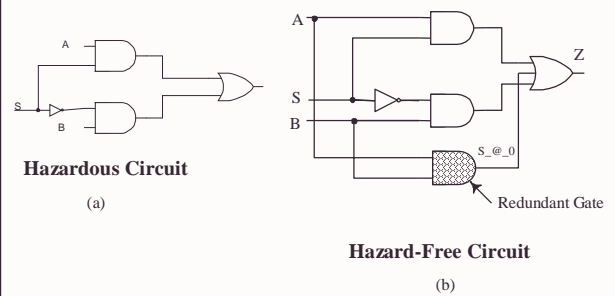 A
S
B
Hazardous Circuit
(a)
A
S
B
Z
S_@_0
Redundant Gate
Hazard-Free Circuit
(b)